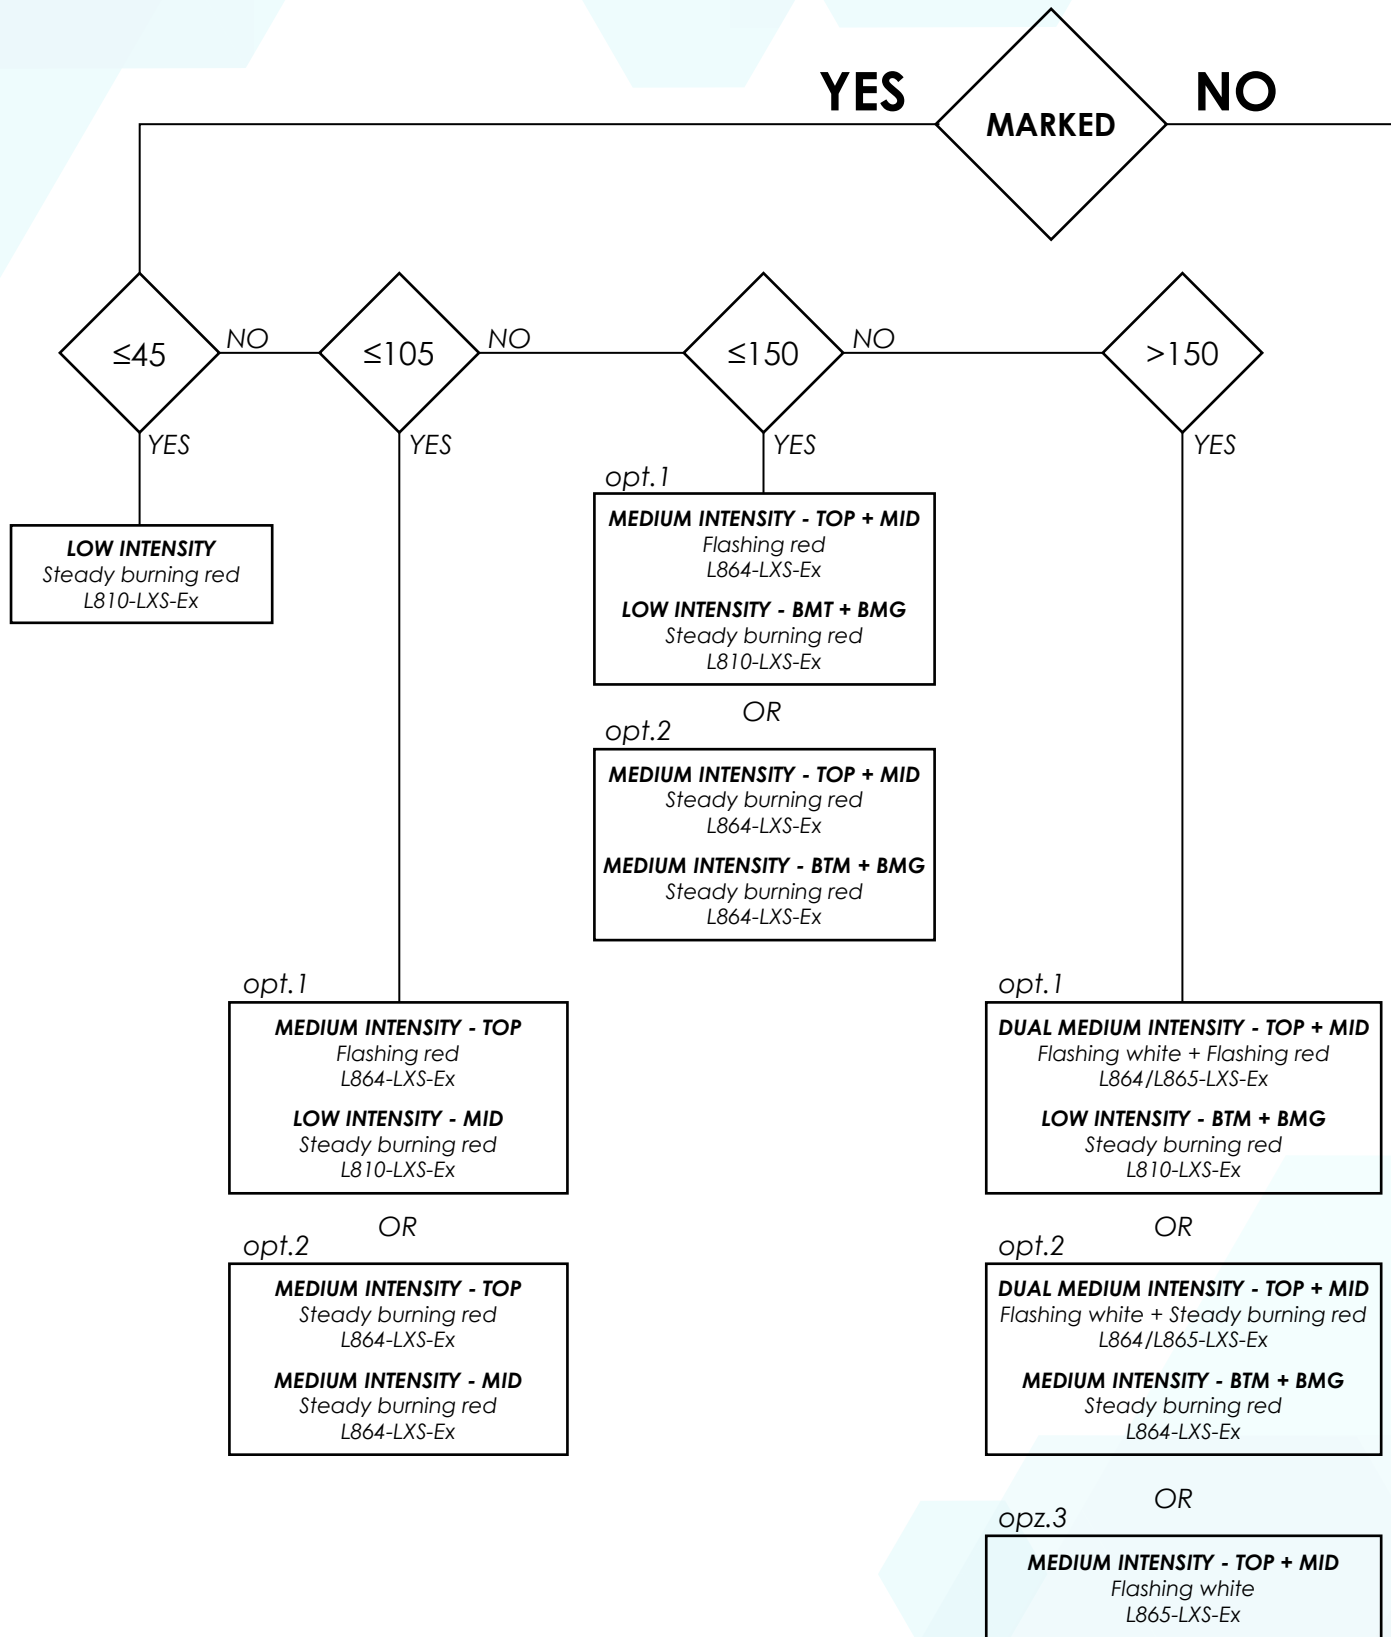 YES
MARKED
NO
≤45
NO
≤105
NO
≤150
NO
>150
YES
YES
YES
YES
LOW INTENSITY
Steady burning red
L810-LXS-Ex
opt.1
MEDIUM INTENSITY - TOP + MID
Flashing red
L864-LXS-Ex
LOW INTENSITY - BMT + BMG
Steady burning red
L810-LXS-Ex
OR
opt.2
MEDIUM INTENSITY - TOP + MID
Steady burning red
L864-LXS-Ex
MEDIUM INTENSITY - BTM + BMG
Steady burning red
L864-LXS-Ex
opt.1
MEDIUM INTENSITY - TOP
Flashing red
L864-LXS-Ex
LOW INTENSITY - MID
Steady burning red
L810-LXS-Ex
OR
opt.2
MEDIUM INTENSITY - TOP
Steady burning red
L864-LXS-Ex
MEDIUM INTENSITY - MID
Steady burning red
L864-LXS-Ex
opt.1
DUAL MEDIUM INTENSITY - TOP + MID
Flashing white + Flashing red
L864/L865-LXS-Ex
LOW INTENSITY - BTM + BMG
Steady burning red
L810-LXS-Ex
OR
opt.2
DUAL MEDIUM INTENSITY - TOP + MID
Flashing white + Steady burning red
L864/L865-LXS-Ex
MEDIUM INTENSITY - BTM + BMG
Steady burning red
L864-LXS-Ex
OR
opz.3
MEDIUM INTENSITY - TOP + MID
Flashing white
L865-LXS-Ex